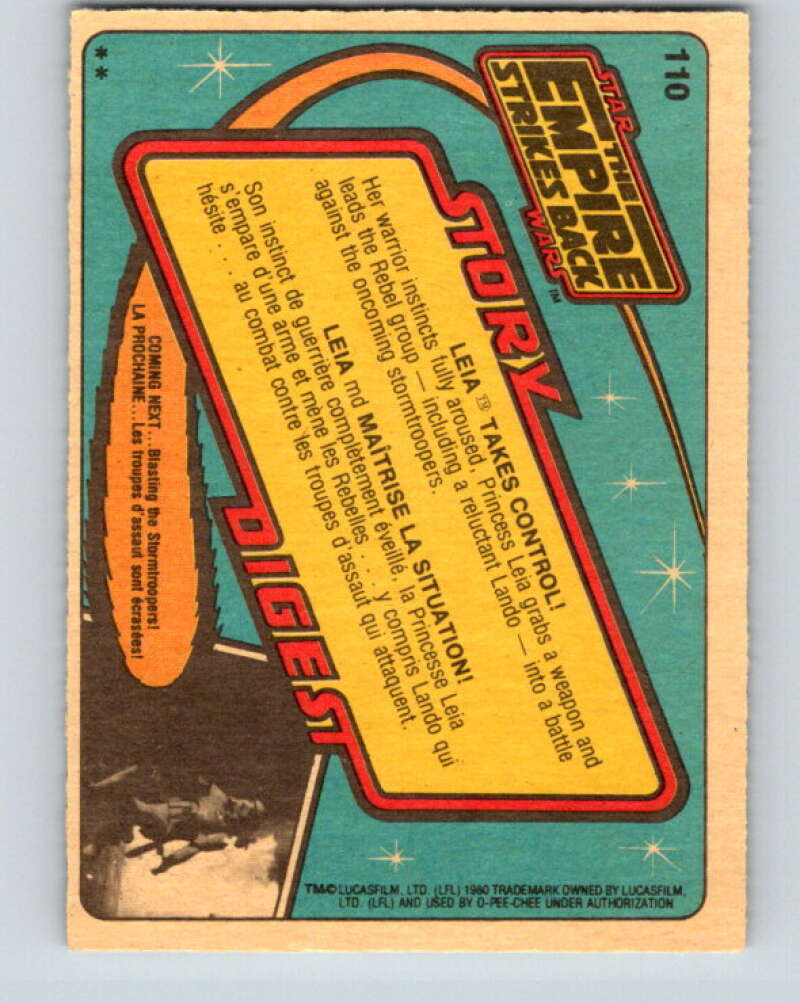 110
STAR
THE
EMPIRE
STRIKES BACK
WARS™
STORY
DIGEST
LEIA TM TAKES CONTROL!
Her warrior instincts fully aroused, Princess Leia grabs a weapon and
leads the Rebel group — including a reluctant Lando — into a battle
against the oncoming stormtroopers.
LEIA md MAÎTRISE LA SITUATION!
Son instinct de guerrière complètement éveillé, la Princesse Leia
s'empare d'une arme et mène les Rebelles . . . y compris Lando qui
hésite . . . au combat contre les troupes d'assaut qui attaquent.
COMING NEXT...Blasting the Stormtroopers!
LA PROCHAINE...Les troupes d'assaut sont écrasées!
TM© LUCASFILM, LTD. (LFL) 1980 TRADEMARK OWNED BY LUCASFILM,
LTD. (LFL) AND USED BY O-PEE-CHEE UNDER AUTHORIZATION
**